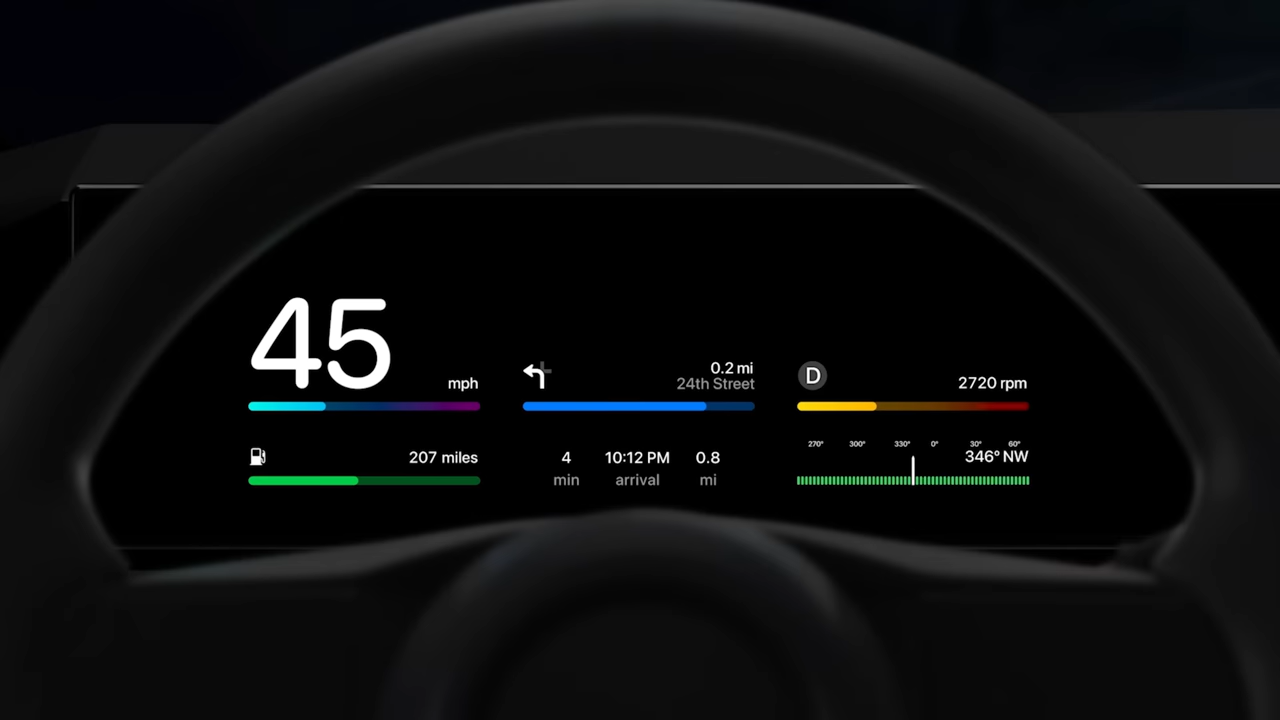 45
mph
0.2 mi
24th Street
D
2720 rpm
207 miles
4
min
10:12 PM
arrival
0.8
mi
270° 300° 330° 0° 30° 60°
346° NW